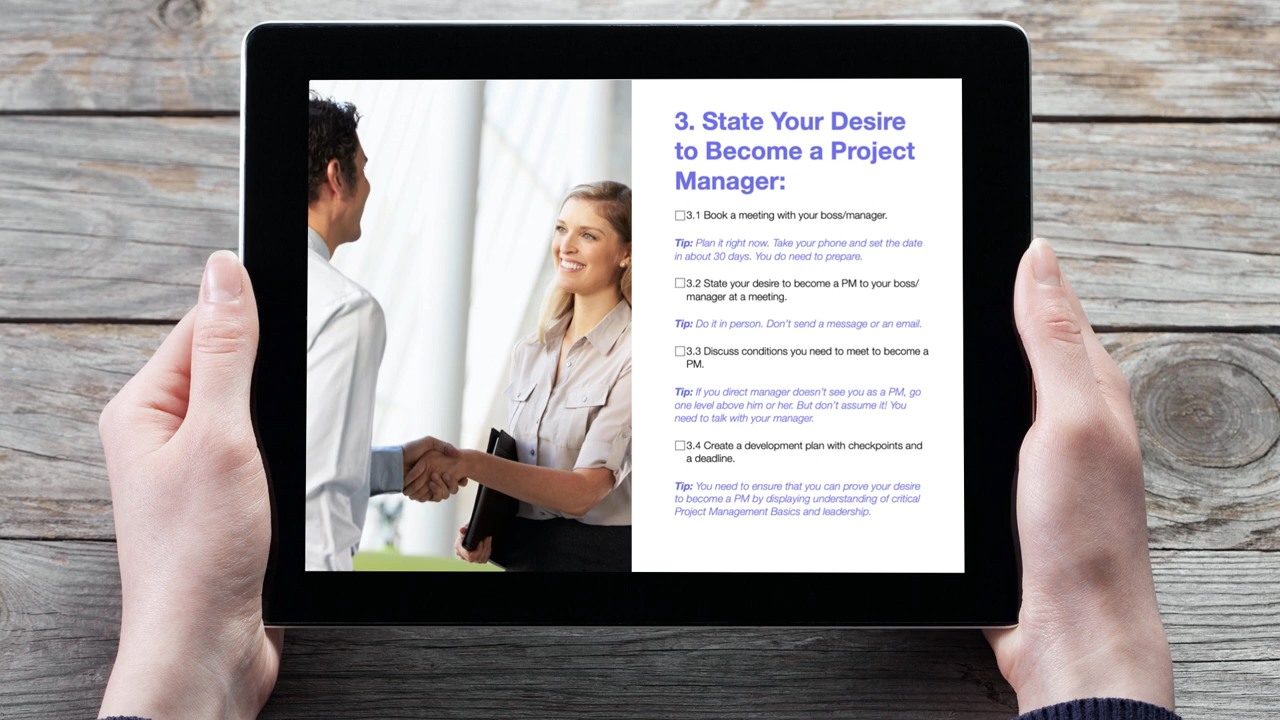 3. State Your Desire
to Become a Project
Manager:
3.1 Book a meeting with your boss/manager.
Tip: Plan it right now. Take your phone and set the date
in about 30 days. You do need to prepare.
3.2 State your desire to become a PM to your boss/
manager at a meeting.
Tip: Do it in person. Don't send a message or an email.
3.3 Discuss conditions you need to meet to become a
PM.
Tip: If you direct manager doesn't see you as a PM, go
one level above him or her. But don't assume it! You
need to talk with your manager.
3.4 Create a development plan with checkpoints and
a deadline.
Tip: You need to ensure that you can prove your desire
to become a PM by displaying understanding of critical
Project Management Basics and leadership.